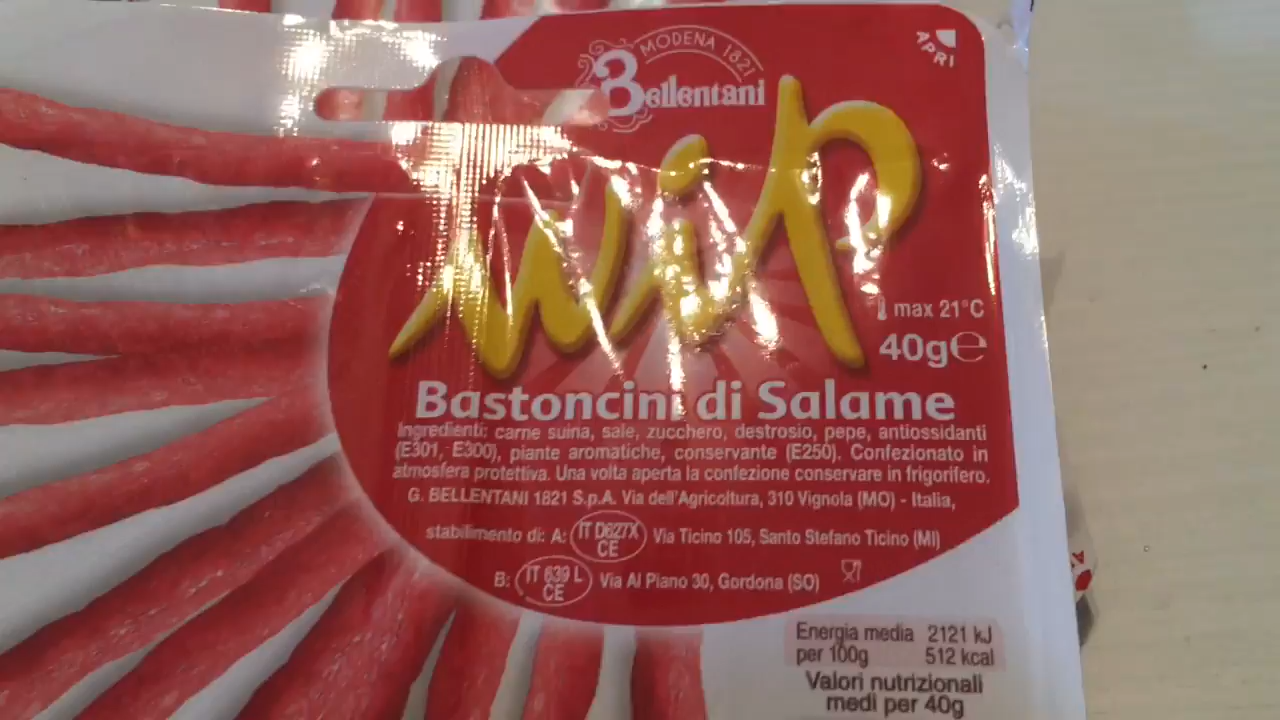 MODENA 1821
Bellentani
APRI
wip
max 21°C
40g℮
Bastoncini di Salame
Ingredienti: carne suina, sale, zucchero, destrosio, pepe, antiossidanti
(E301, E300), piante aromatiche, conservante (E250). Confezionato in
atmosfera protettiva. Una volta aperta la confezione conservare in frigorifero.
G. BELLENTANI 1821 S.p.A. Via dell'Agricoltura, 310 Vignola (MO) - Italia,
stabilimento di: A: IT D627X CE Via Ticino 105, Santo Stefano Ticino (MI)
B: IT 639 L CE Via Al Piano 30, Gordona (SO)
Energia media 2121 kJ
per 100g 512 kcal
Valori nutrizionali
medi per 40g